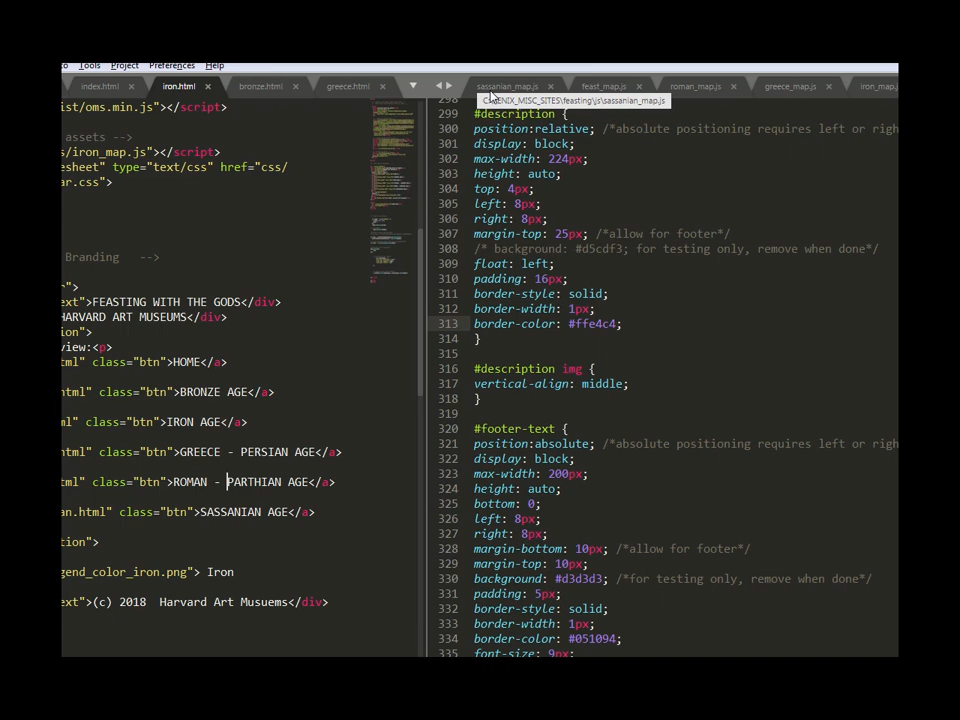 Tools Project Preferences Help
index.html × iron.html × bronze.html × greece.html ×
ist/oms.min.js"></script>
assets -->
s/iron_map.js"></script>
esheet" type="text/css" href="css/
ar.css">
Branding -->
r">
ext">FEASTING WITH THE GODS</div>
HARVARD ART MUSEUMS</div>
ion">
view:<p>
tml" class="btn">HOME</a>
html" class="btn">BRONZE AGE</a>
ml" class="btn">IRON AGE</a>
html" class="btn">GREECE - PERSIAN AGE</a>
tml" class="btn">ROMAN - PARTHIAN AGE</a>
an.html" class="btn">SASSANIAN AGE</a>
tion">
gend_color_iron.png"> Iron
ext">(c) 2018 Harvard Art Musuems</div>
sassanian_map.js × feast_map.js × roman_map.js × greece_map.js × iron_map.js
NIX_MISC_SITES\feasting\js\sassanian_map.js
298
299 #description {
300 position:relative; /*absolute positioning requires left or righ
301 display: block;
302 max-width: 224px;
303 height: auto;
304 top: 4px;
305 left: 8px;
306 right: 8px;
307 margin-top: 25px; /*allow for footer*/
308 /* background: #d5cdf3; for testing only, remove when done*/
309 float: left;
310 padding: 16px;
311 border-style: solid;
312 border-width: 1px;
313 border-color: #ffe4c4;
314 }
315
316 #description img {
317 vertical-align: middle;
318 }
319
320 #footer-text {
321 position:absolute; /*absolute positioning requires left or righ
322 display: block;
323 max-width: 200px;
324 height: auto;
325 bottom: 0;
326 left: 8px;
327 right: 8px;
328 margin-bottom: 10px; /*allow for footer*/
329 margin-top: 10px;
330 background: #d3d3d3; /*for testing only, remove when done*/
331 padding: 5px;
332 border-style: solid;
333 border-width: 1px;
334 border-color: #051094;
335 font-size: 9px;